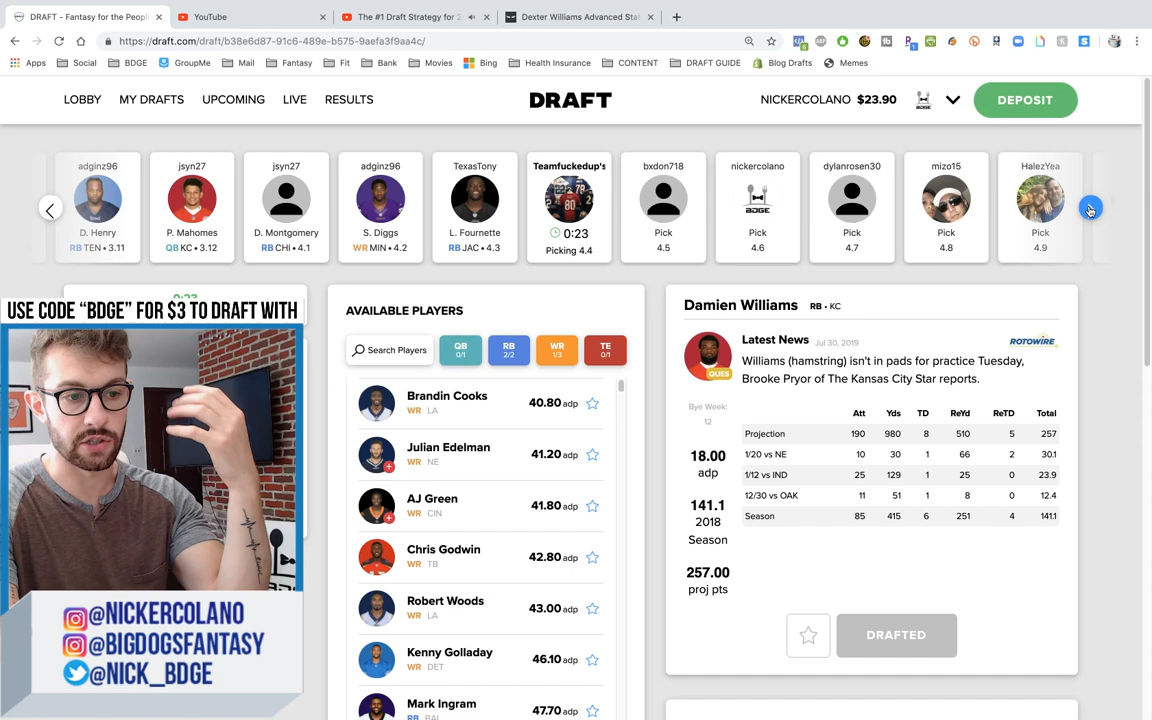 DRAFT - Fantasy for the Peopl
YouTube
The #1 Draft Strategy for 2
Dexter Williams Advanced Sta
https://draft.com/draft/b38e6d87-91c6-489e-b575-9aefa3f9aa4c/
Apps Social BDGE GroupMe Mail Fantasy Fit Bank Movies Bing Health Insurance CONTENT DRAFT GUIDE Blog Drafts Memes
LOBBY MY DRAFTS UPCOMING LIVE RESULTS
DRAFT
NICKERCOLANO $23.90
DEPOSIT
adginz96 jsyn27 jsyn27 adginz96 TexasTony Teamfuckedup's bxdon718 nickercolano dylanrosen30 mizo15 HalezYea
BDGE
D. Henry P. Mahomes D. Montgomery S. Diggs L. Fournette 0:23 Pick Pick Pick Pick Pick
RB TEN • 3.11 QB KC • 3.12 RB CHI • 4.1 WR MIN • 4.2 RB JAC • 4.3 Picking 4.4 4.5 4.6 4.7 4.8 4.9
USE CODE "BDGE" FOR $3 TO DRAFT WITH
@NICKERCOLANO
@BIGDOGSFANTASY
@NICK_BDGE
AVAILABLE PLAYERS
Search Players
QB
0/1
RB
2/2
WR
1/3
TE
0/1
Brandin Cooks
WR LA
40.80 adp
Julian Edelman
WR NE
41.20 adp
AJ Green
WR CIN
41.80 adp
Chris Godwin
WR TB
42.80 adp
Robert Woods
WR LA
43.00 adp
Kenny Golladay
WR DET
46.10 adp
Mark Ingram
RB BAL
47.70 adp
Damien Williams RB • KC
QUES
Latest News Jul 30, 2019
ROTOWIRE
Williams (hamstring) isn't in pads for practice Tuesday,
Brooke Pryor of The Kansas City Star reports.
Bye Week:
12
18.00
adp
141.1
2018
Season
257.00
proj pts
Att Yds TD ReYd ReTD Total
Projection 190 980 8 510 5 257
1/20 vs NE 10 30 1 66 2 30.1
1/12 vs IND 25 129 1 25 0 23.9
12/30 vs OAK 11 51 1 8 0 12.4
Season 85 415 6 251 4 141.1
DRAFTED